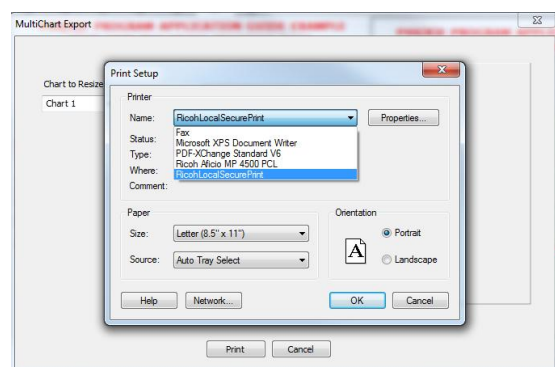 MultiChart Export
Chart to Resize
Chart 1
Print Setup
Printer
Name:
RicohLocalSecurePrint
Properties...
Fax
Microsoft XPS Document Writer
PDF-XChange Standard V6
Ricoh Aficio MP 4500 PCL
RicohLocalSecurePrint
Status:
Type:
Where:
Comment:
Paper
Size:
Letter (8.5" x 11")
Source:
Auto Tray Select
Orientation
A
Portrait
Landscape
Help
Network...
OK
Cancel
Print
Cancel